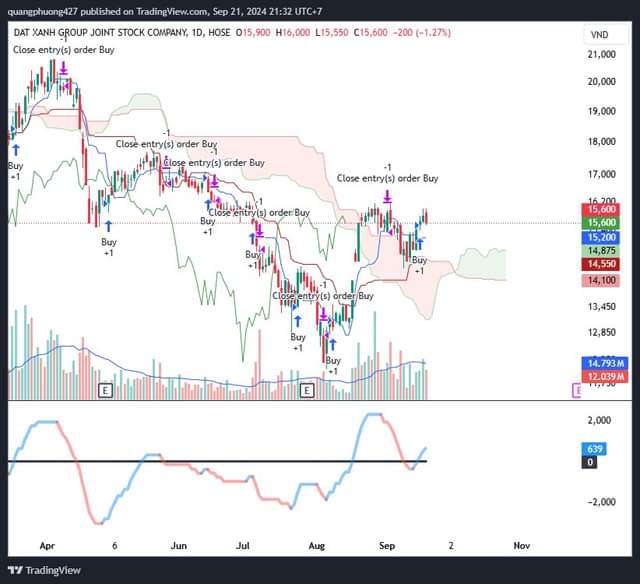 quangphuong427 published on TradingView.com, Sep 21, 2024 21:32 UTC+7
DAT XANH GROUP JOINT STOCK COMPANY, 1D, HOSE O15,900 H16,000 L15,550 C15,600 -200 (-1.27%)
VND
-1
Close entry(s) order Buy
21,000
20,000
19,000
18,000
-1
Close entry(s) order Buy
-1
Close entry(s) order Buy
Buy
+1
17,000
-1
Close entry(s) order Buy
16,200
-1
Close entry(s) order Buy
Buy
+1
15,600
15,600
15,200
14,875
14,550
14,100
Buy
+1
Buy
+1
Buy
+1
-1
Close entry(s) order Buy
13,450
12,850
Buy
+1
Buy
+1
14.793 M
12.039 M
E
E
E
2,000
639
0
−2,000
Apr
6
Jun
Jul
Aug
Sep
2
Nov
TradingView